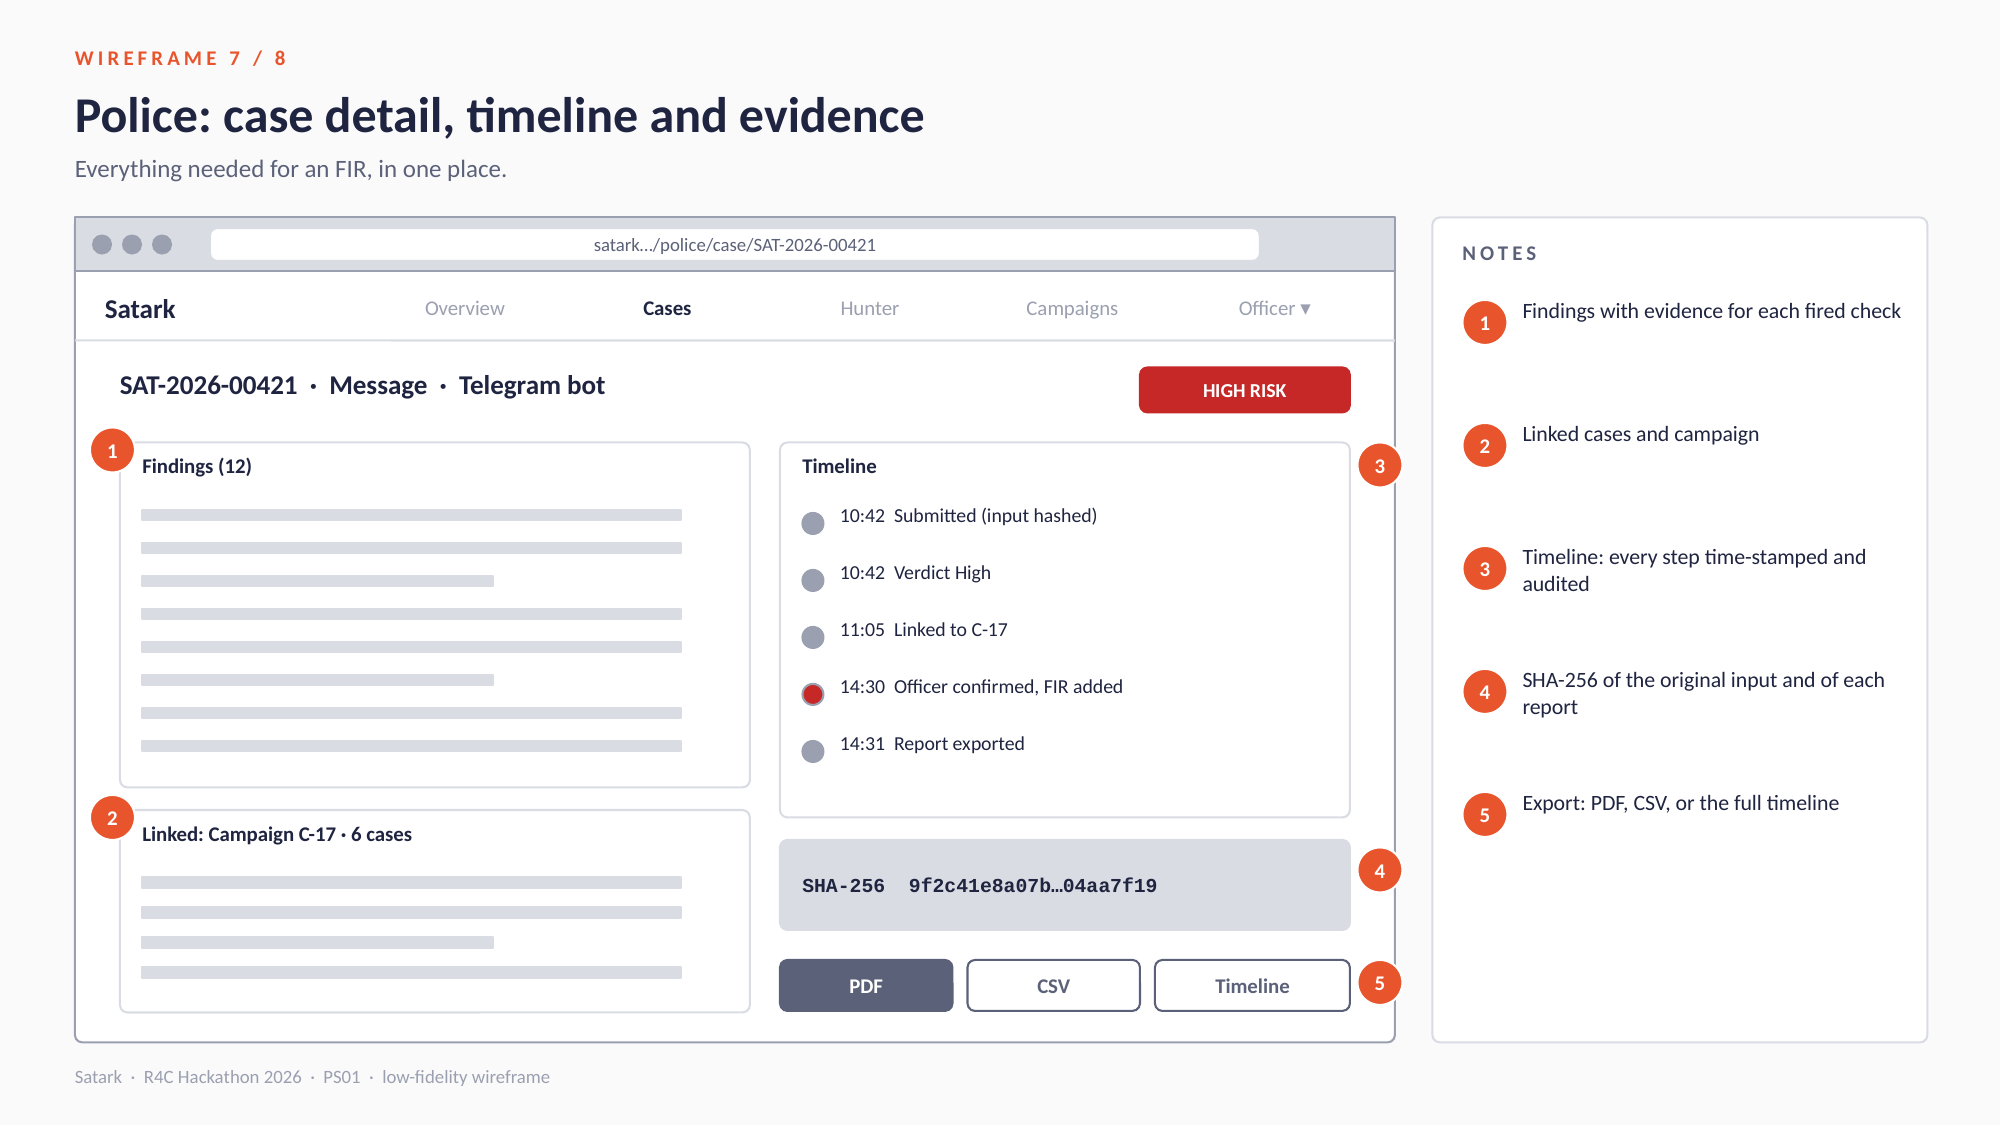 WIREFRAME 7 / 8
Police: case detail, timeline and evidence
Everything needed for an FIR, in one place.
satark.../police/case/SAT-2026-00421
Satark
Overview
Cases
Hunter
Campaigns
Officer ▾
SAT-2026-00421 · Message · Telegram bot
HIGH RISK
1
Findings (12)
2
Linked: Campaign C-17 · 6 cases
Timeline
3
10:42 Submitted (input hashed)
10:42 Verdict High
11:05 Linked to C-17
14:30 Officer confirmed, FIR added
14:31 Report exported
SHA-256 9f2c41e8a07b…04aa7f19
4
PDF
CSV
Timeline
5
NOTES
1 Findings with evidence for each fired check
2 Linked cases and campaign
3 Timeline: every step time-stamped and
audited
4 SHA-256 of the original input and of each
report
5 Export: PDF, CSV, or the full timeline
Satark · R4C Hackathon 2026 · PS01 · low-fidelity wireframe